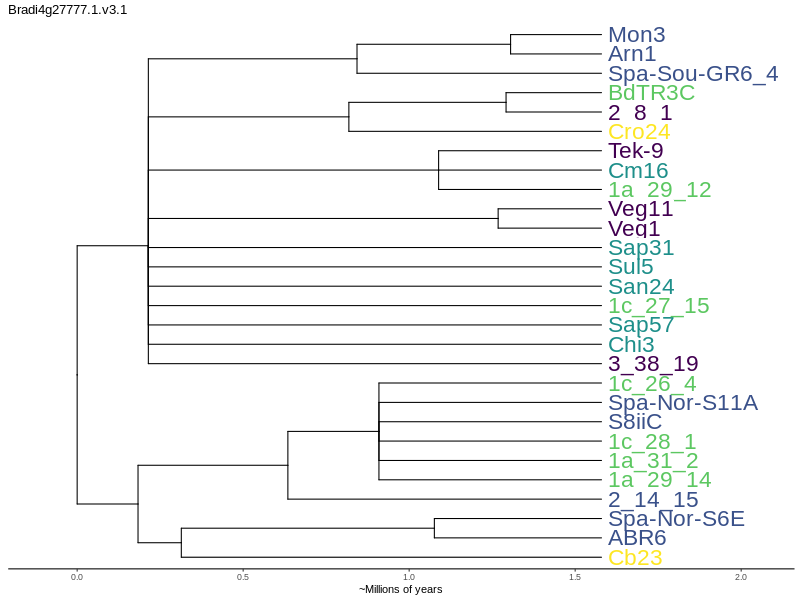 Bradi4g27777.1.v3.1
Mon3
Arn1
Spa-Sou-GR6_4
BdTR3C
2_8_1
Cro24
Tek-9
Cm16
1a_29_12
Veg11
Veg1
Sap31
Sul5
San24
1c_27_15
Sap57
Chi3
3_38_19
1c_26_4
Spa-Nor-S11A
S8iiC
1c_28_1
1a_31_2
1a_29_14
2_14_15
Spa-Nor-S6E
ABR6
Cb23
0.0 0.5 1.0 1.5 2.0
~Millions of years